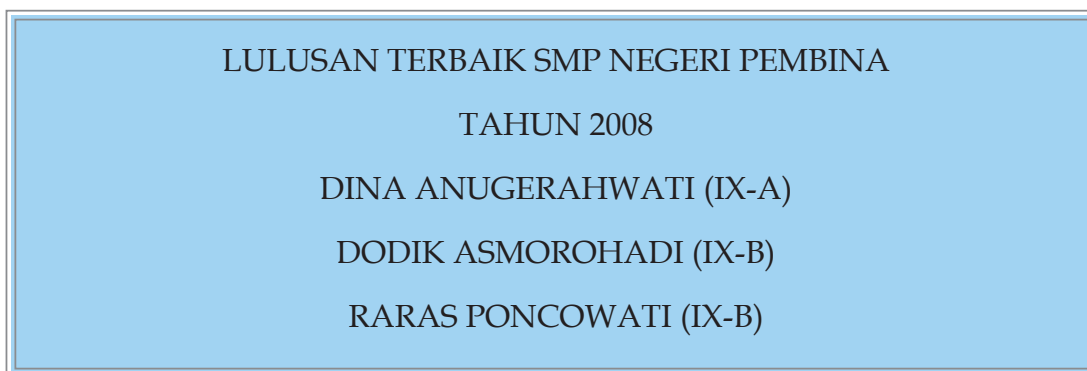 LULUSAN TERBAIK SMP NEGERI PEMBINA
TAHUN 2008
DINA ANUGERAHWATI (IX-A)
DODIK ASMOROHADI (IX-B)
RARAS PONCOWATI (IX-B)